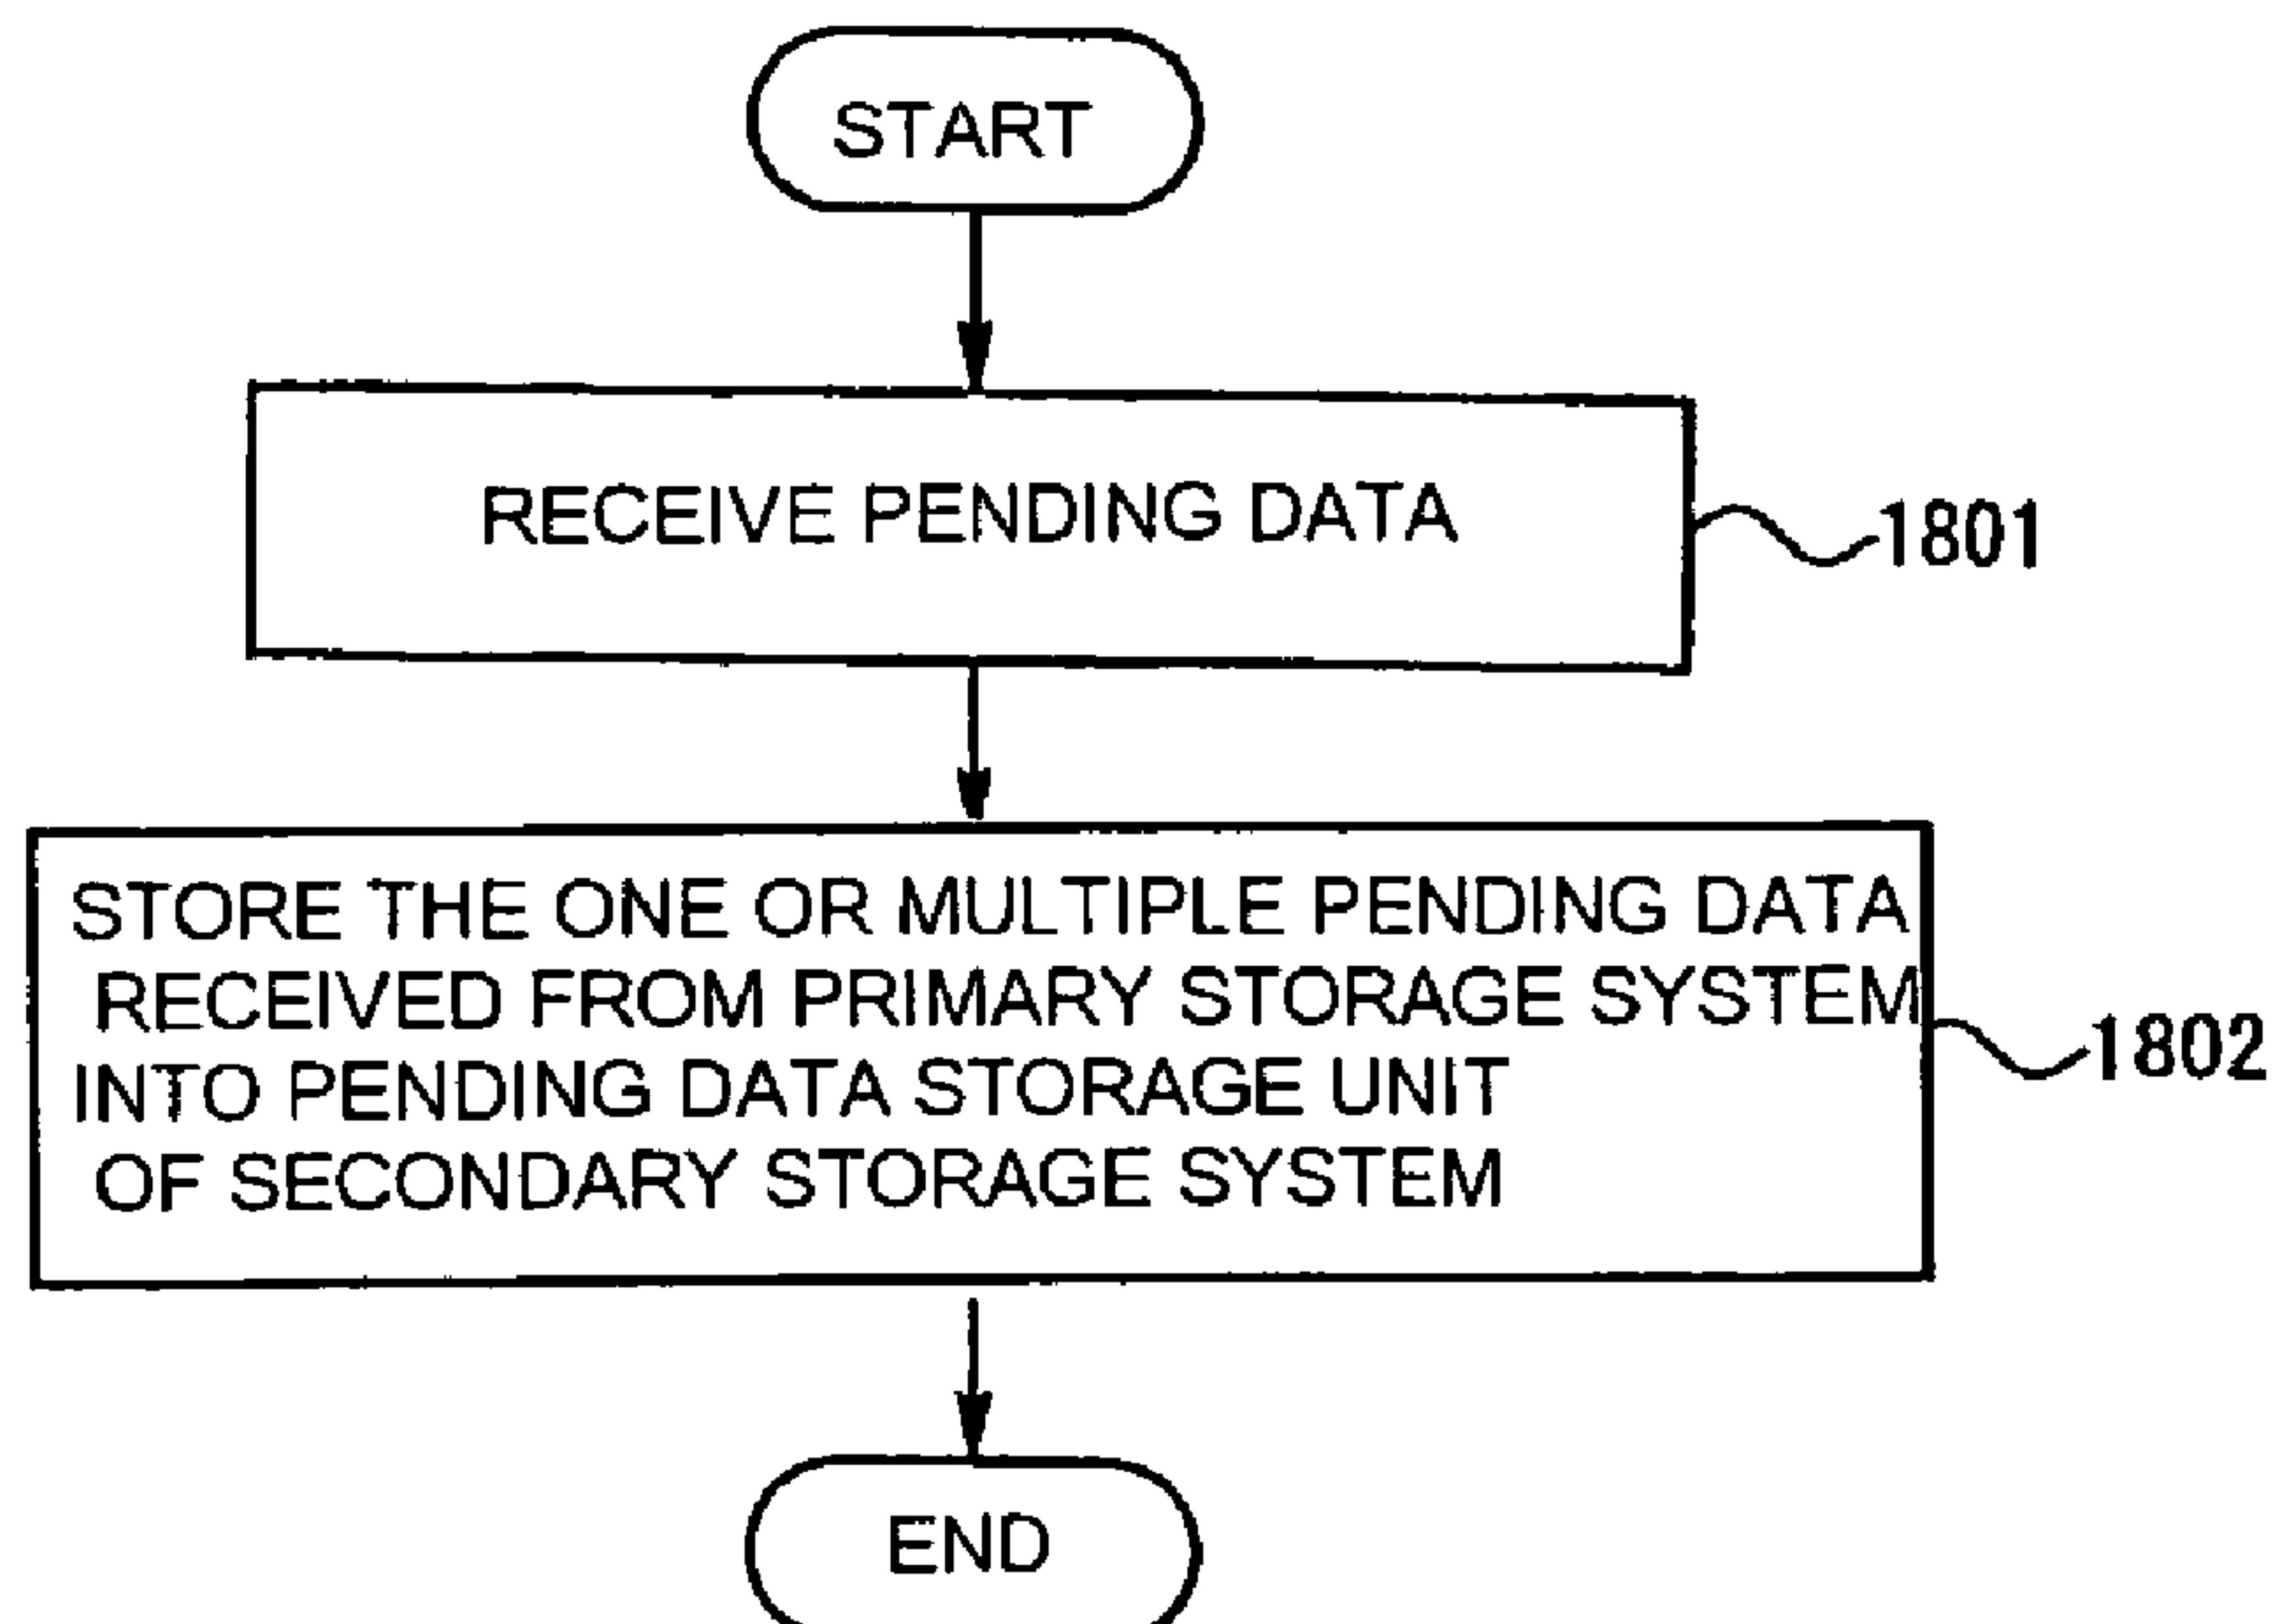 START
RECEIVE PENDING DATA
1801
STORE THE ONE OR MULTIPLE PENDING DATA
RECEIVED FROM PRIMARY STORAGE SYSTEM
INTO PENDING DATA STORAGE UNIT
OF SECONDARY STORAGE SYSTEM
1802
END